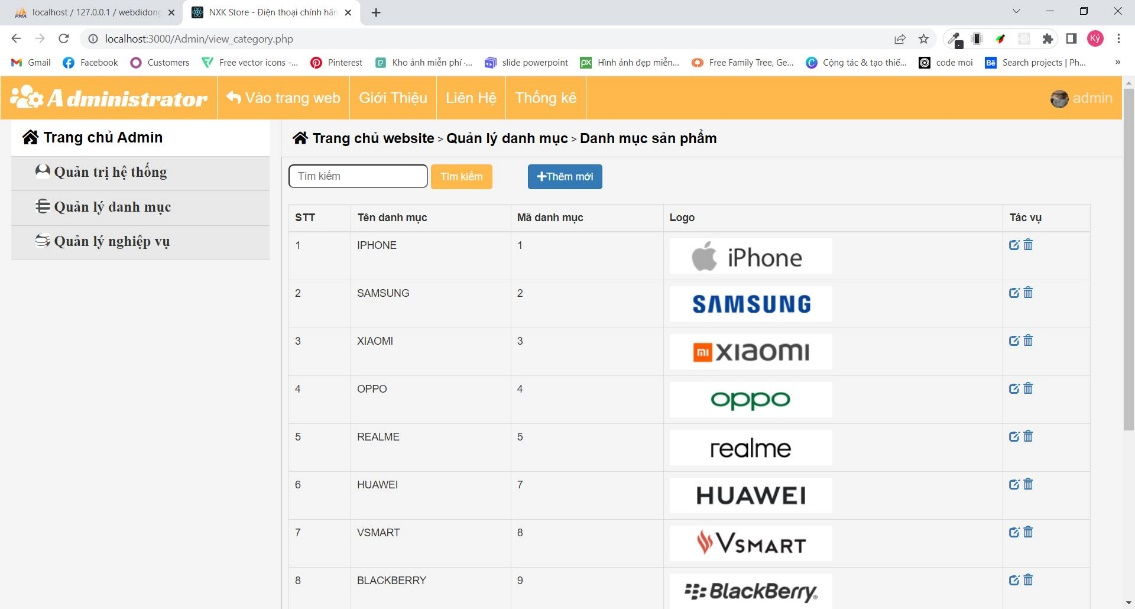 localhost / 127.0.0.1 / webdidong
NXK Store - Điện thoại chính hãn
localhost:3000/Admin/view_category.php
Ký
Gmail Facebook Customers Free vector icons -... Pinterest Kho ảnh miễn phí -... slide powerpoint Hình ảnh đẹp miễn... Free Family Tree, Ge... Cộng tác & tạo thiế... code moi Search projects | Ph... »
Administrator Vào trang web Giới Thiệu Liên Hệ Thống kê admin
Trang chủ Admin
Quản trị hệ thống
Quản lý danh mục
Quản lý nghiệp vụ
Trang chủ website > Quản lý danh mục > Danh mục sản phẩm
Tìm kiếm Tìm kiếm +Thêm mới
STT Tên danh mục Mã danh mục Logo Tác vụ
1 IPHONE 1 iPhone
2 SAMSUNG 2 SAMSUNG
3 XIAOMI 3 mi xiaomi
4 OPPO 4 oppo
5 REALME 5 realme
6 HUAWEI 7 HUAWEI
7 VSMART 8 VSMART
8 BLACKBERRY 9 BlackBerry